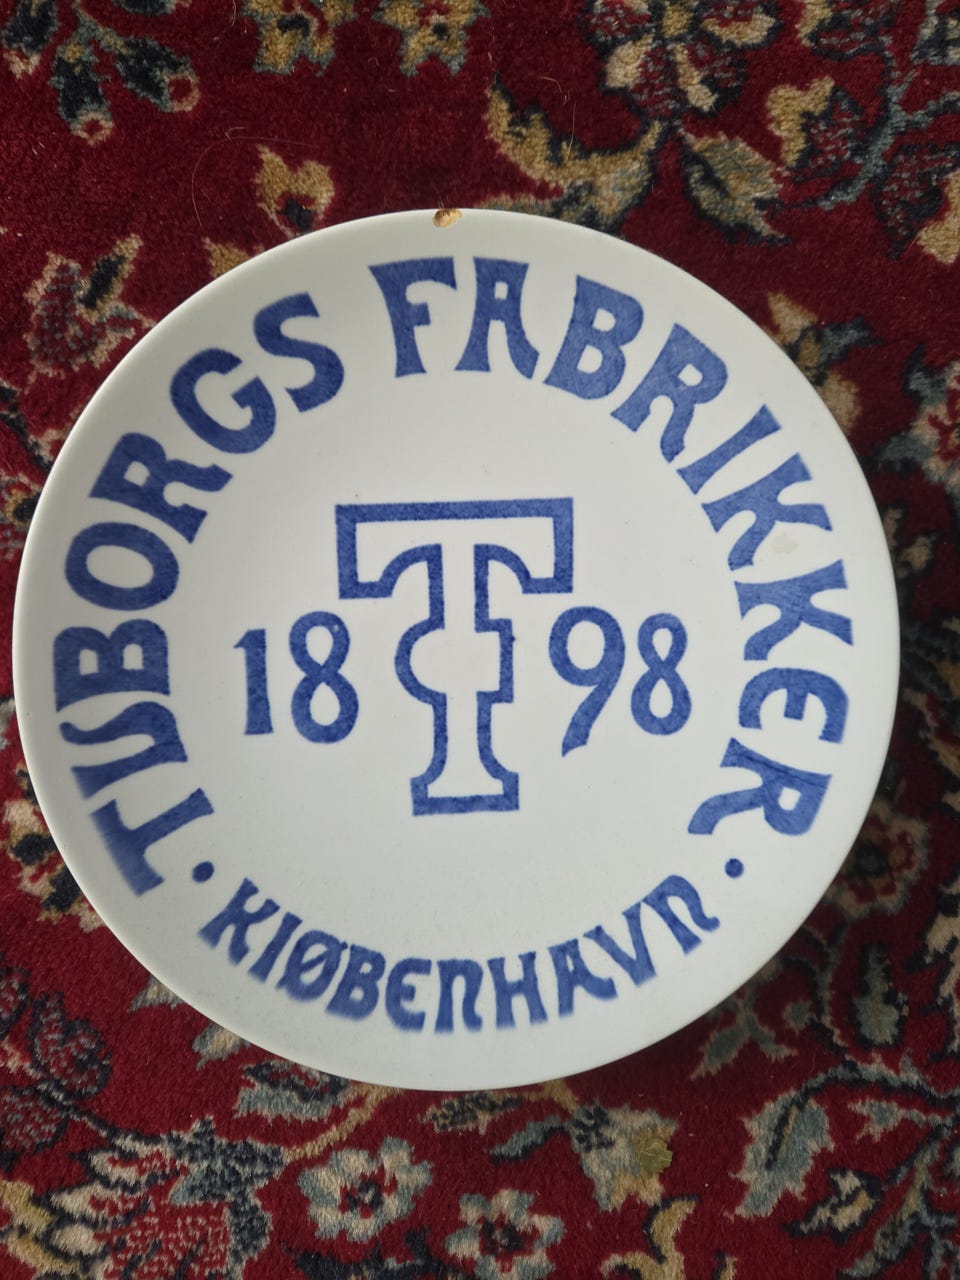 TUBORGS FABRIKKER
18 T 98
· KIØBENHAVN ·